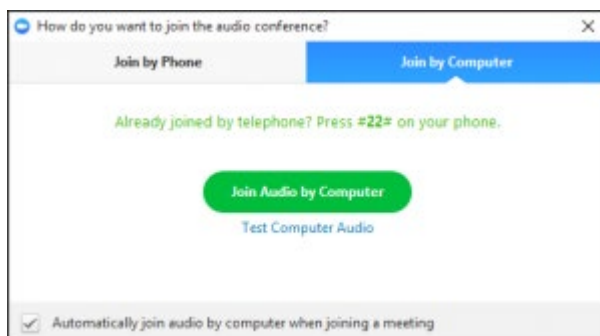 How do you want to join the audio conference?
Join by Phone
Join by Computer
Already joined by telephone? Press #22# on your phone.
Join Audio by Computer
Test Computer Audio
Automatically join audio by computer when joining a meeting